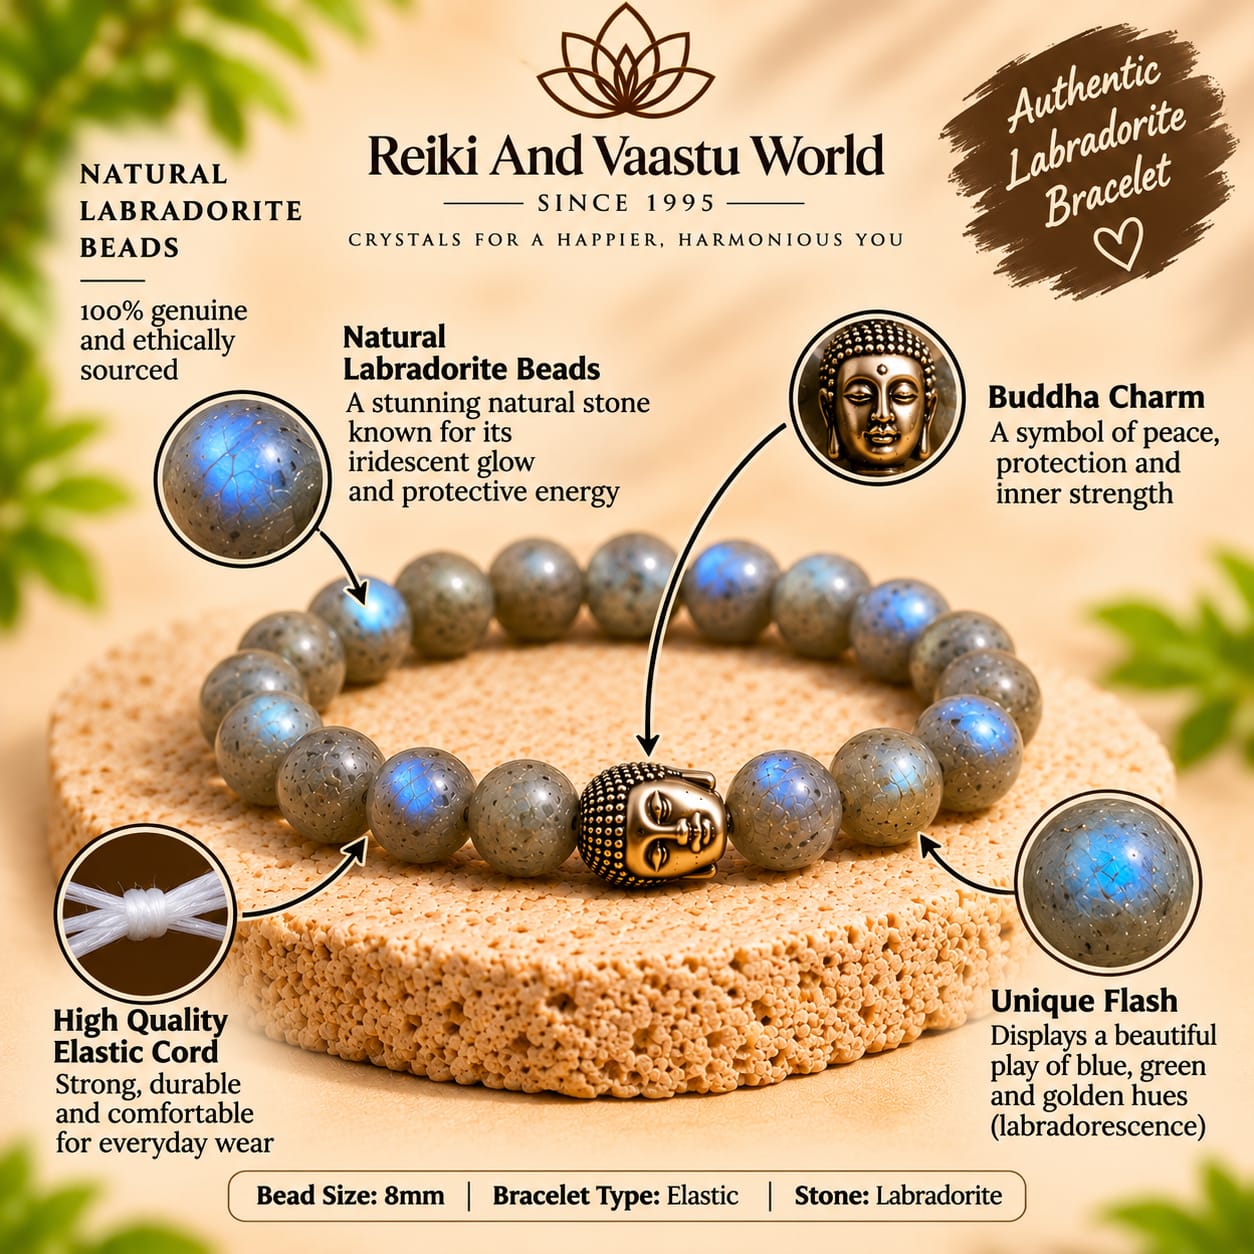 Reiki And Vaastu World
SINCE 1995
CRYSTALS FOR A HAPPIER, HARMONIOUS YOU
Authentic
Labradorite
Bracelet
NATURAL
LABRADORITE
BEADS
100% genuine
and ethically
sourced
Natural
Labradorite Beads
A stunning natural stone
known for its
iridescent glow
and protective energy
Buddha Charm
A symbol of peace,
protection and
inner strength
High Quality
Elastic Cord
Strong, durable
and comfortable
for everyday wear
Unique Flash
Displays a beautiful
play of blue, green
and golden hues
(labradorescence)
Bead Size: 8mm | Bracelet Type: Elastic | Stone: Labradorite